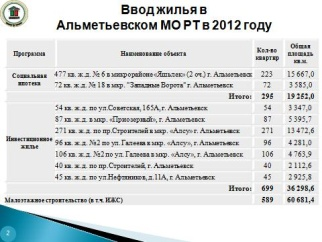 Ввод жилья в
Альметьевском МО РТ в 2012 году
Программа Наименование объекта Кол-во квартир Общая площадь кв.м.
Социальная ипотека 477 кв. ж.д. № 6 в микрорайоне «Яшьлек» (2 оч.) г. Альметьевск 223 15 667,0
72 кв. ж.д. № 18 в мкр. "Западные Ворота" г. Альметьевск 72 3 585,0
Итого: 295 19 252,0
Инвестиционное жилье 54 кв. ж.д. по ул.Советская, 165А, г. Альметьевск 54 3 347,0
87 кв. ж.д. в мкр. «Приозерный», г. Альметьевск 87 5 395,7
271 кв. ж.д. по пр.Строителей в мкр. «Алсу» г. Альметьевск 271 13 472,6
96 кв. ж.д. №2 по ул. Галеева в мкр. «Алсу», г. Альметьевск 96 4 281,0
106 кв. ж.д. №2 по ул. Галеева в мкр. «Алсу», г. Альметьевск 106 4 763,9
40 кв. ж.д. по пр.Строителей, г. Альметьевск 40 2 112,6
45 кв. ж.д. по ул.Нефтяников, д.11А, г. Альметьевск 45 2 925,8
Итого: 699 36 298,6
Малоэтажное строительство (в т.ч. ИЖС) 589 60 681,4
2